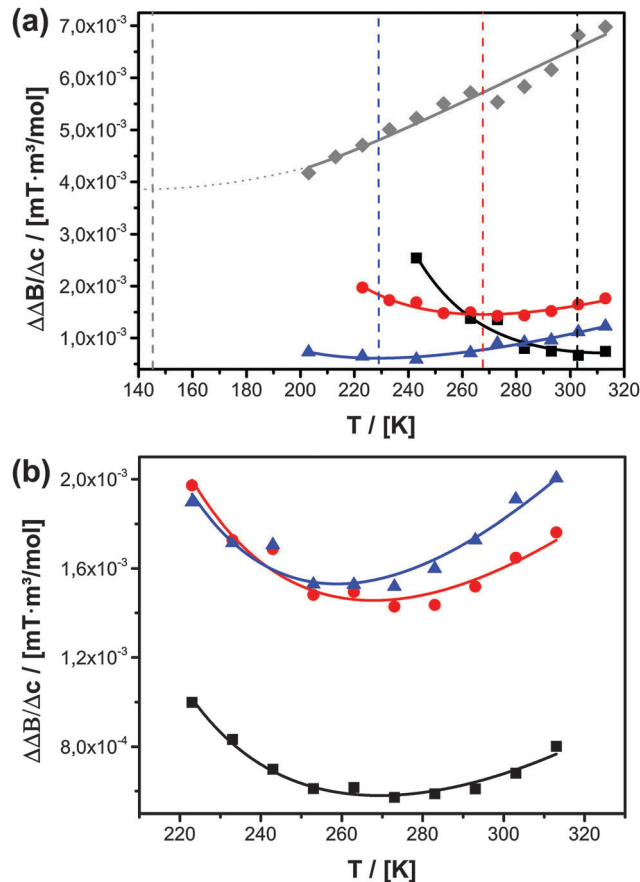 (a)
7,0x10⁻³
6,0x10⁻³
5,0x10⁻³
4,0x10⁻³
3,0x10⁻³
2,0x10⁻³
1,0x10⁻³
ΔΔB/Δc / [mT·m³/mol]
140 160 180 200 220 240 260 280 300 320
T / [K]
(b)
2,0x10⁻³
1,6x10⁻³
1,2x10⁻³
8,0x10⁻⁴
ΔΔB/Δc / [mT·m³/mol]
220 240 260 280 300 320
T / [K]